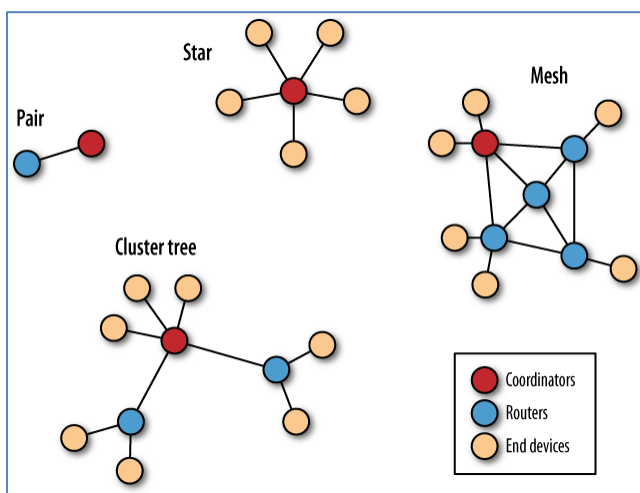 Star
Mesh
Pair
Cluster tree
Coordinators
Routers
End devices